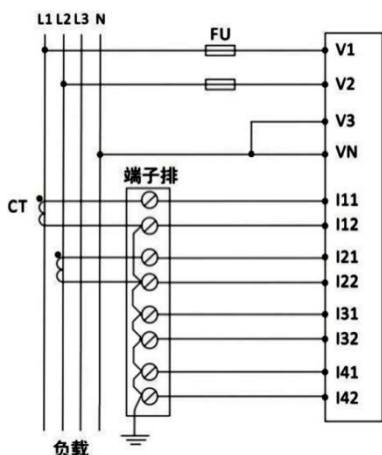 L1 L2 L3 N
FU
V1
V2
V3
VN
端子排
CT
I11
I12
I21
I22
I31
I32
I41
I42
负载